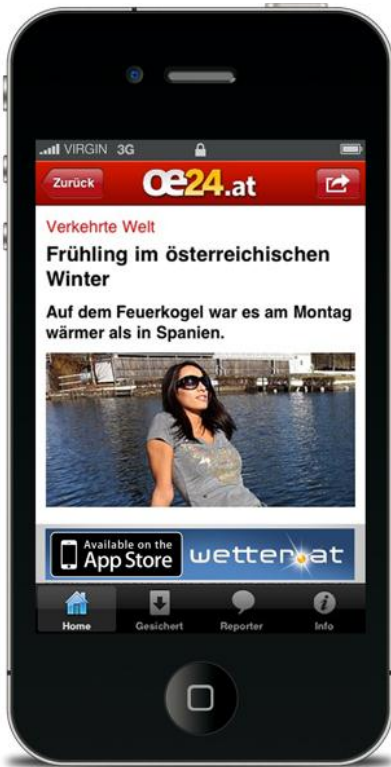 VIRGIN 3G
Zurück
oe24.at
Verkehrte Welt
Frühling im österreichischen
Winter
Auf dem Feuerkogel war es am Montag
wärmer als in Spanien.
Available on the
App Store
wetter.at
Home Gesichert Reporter Info